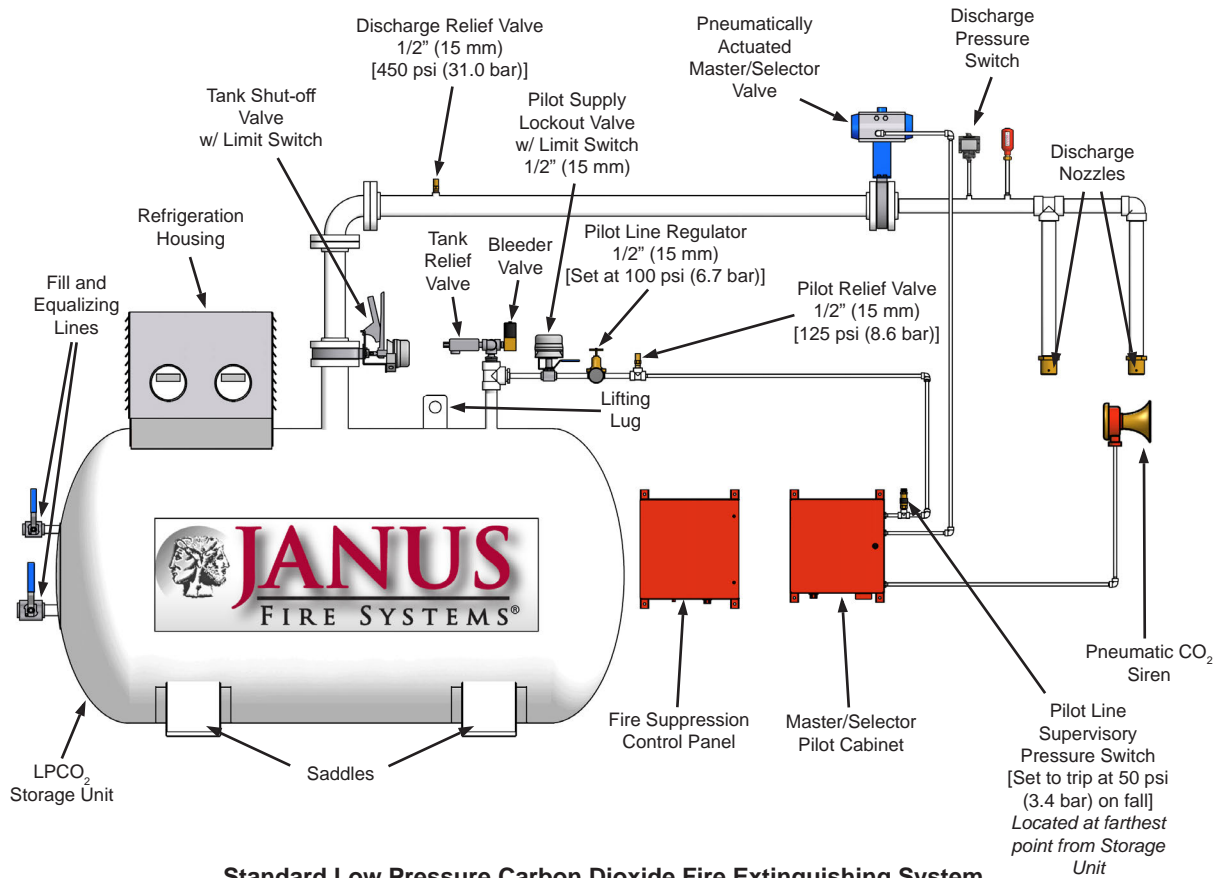 Discharge Relief Valve
1/2” (15 mm)
[450 psi (31.0 bar)]
Pneumatically
Actuated
Master/Selector
Valve
Discharge
Pressure
Switch
Tank Shut-off
Valve
w/ Limit Switch
Pilot Supply
Lockout Valve
w/ Limit Switch
1/2” (15 mm)
Discharge
Nozzles
Refrigeration
Housing
Tank
Relief
Valve
Bleeder
Valve
Pilot Line Regulator
1/2” (15 mm)
[Set at 100 psi (6.7 bar)]
Fill and
Equalizing
Lines
Pilot Relief Valve
1/2” (15 mm)
[125 psi (8.6 bar)]
Lifting
Lug
JANUS
FIRE SYSTEMS®
Pneumatic CO₂
Siren
Fire Suppression
Control Panel
Master/Selector
Pilot Cabinet
Pilot Line
Supervisory
Pressure Switch
[Set to trip at 50 psi
(3.4 bar) on fall]
Located at farthest
point from Storage
Unit
LPCO₂
Storage Unit
Saddles
Standard Low Pressure Carbon Dioxide Fire Extinguishing System